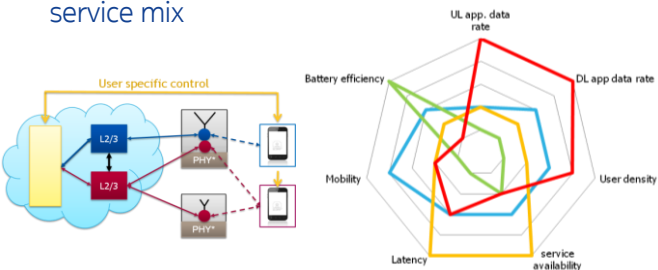 service mix
User specific control
L2/3
L2/3
PHY*
PHY*
UL app. data
rate
Battery efficiency
DL app data rate
Mobility
User density
Latency
service
availability